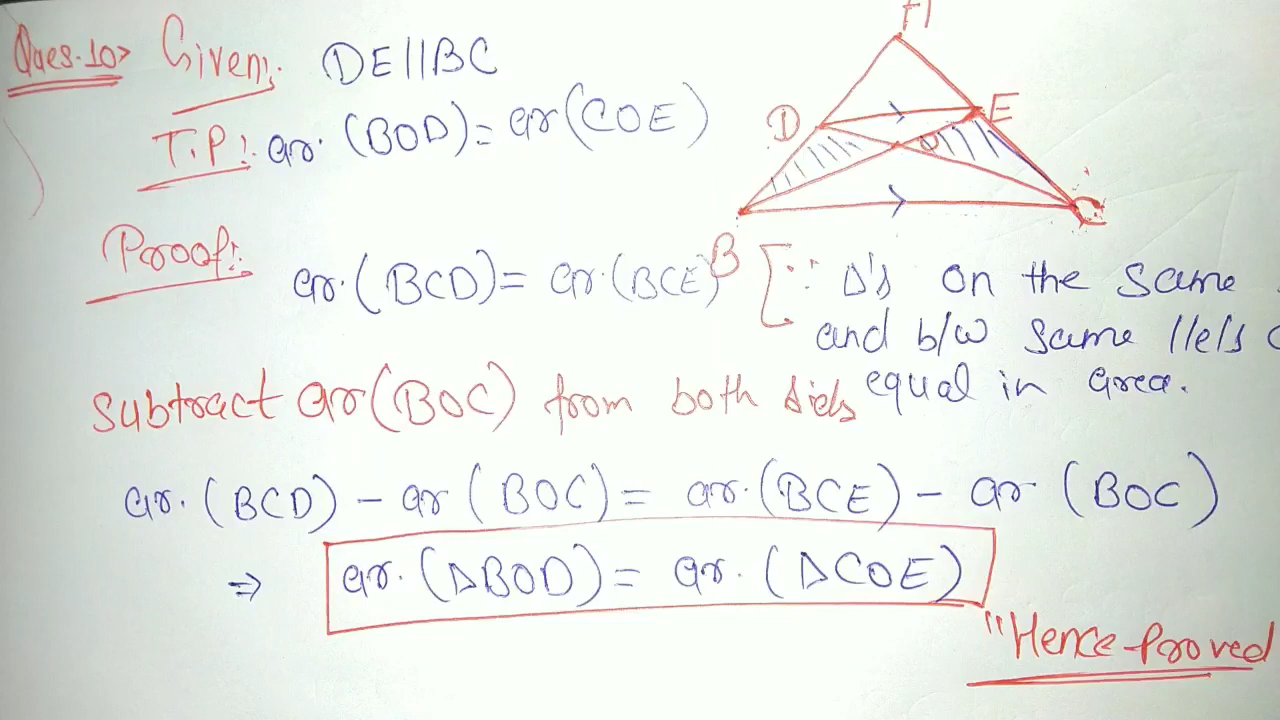 Ques.10> Given:- DE||BC
T.P:- ar.(BOD)=ar(COE)
A
D
E
O
B
C
Proof:-
ar.(BCD)=ar.(BCE) [∵ Δ's on the same
and b/w same ||els
equal in area.
Subtract ar(BOC) from both sids
ar.(BCD)-ar(BOC)=ar.(BCE)-ar(BOC)
⇒ ar.(ΔBOD)=ar.(ΔCOE)
"Hence Proved